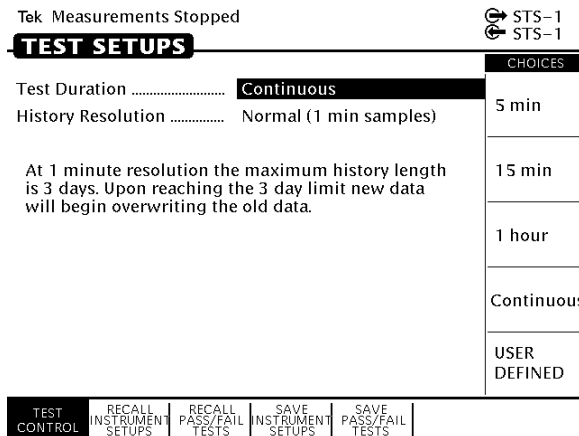 Tek Measurements Stopped
STS-1
STS-1
TEST SETUPS
Test Duration .......................... Continuous
History Resolution ............... Normal (1 min samples)
At 1 minute resolution the maximum history length
is 3 days. Upon reaching the 3 day limit new data
will begin overwriting the old data.
CHOICES
5 min
15 min
1 hour
Continuous
USER
DEFINED
TEST
CONTROL
RECALL
INSTRUMENT
SETUPS
RECALL
PASS/FAIL
TESTS
SAVE
INSTRUMENT
SETUPS
SAVE
PASS/FAIL
TESTS